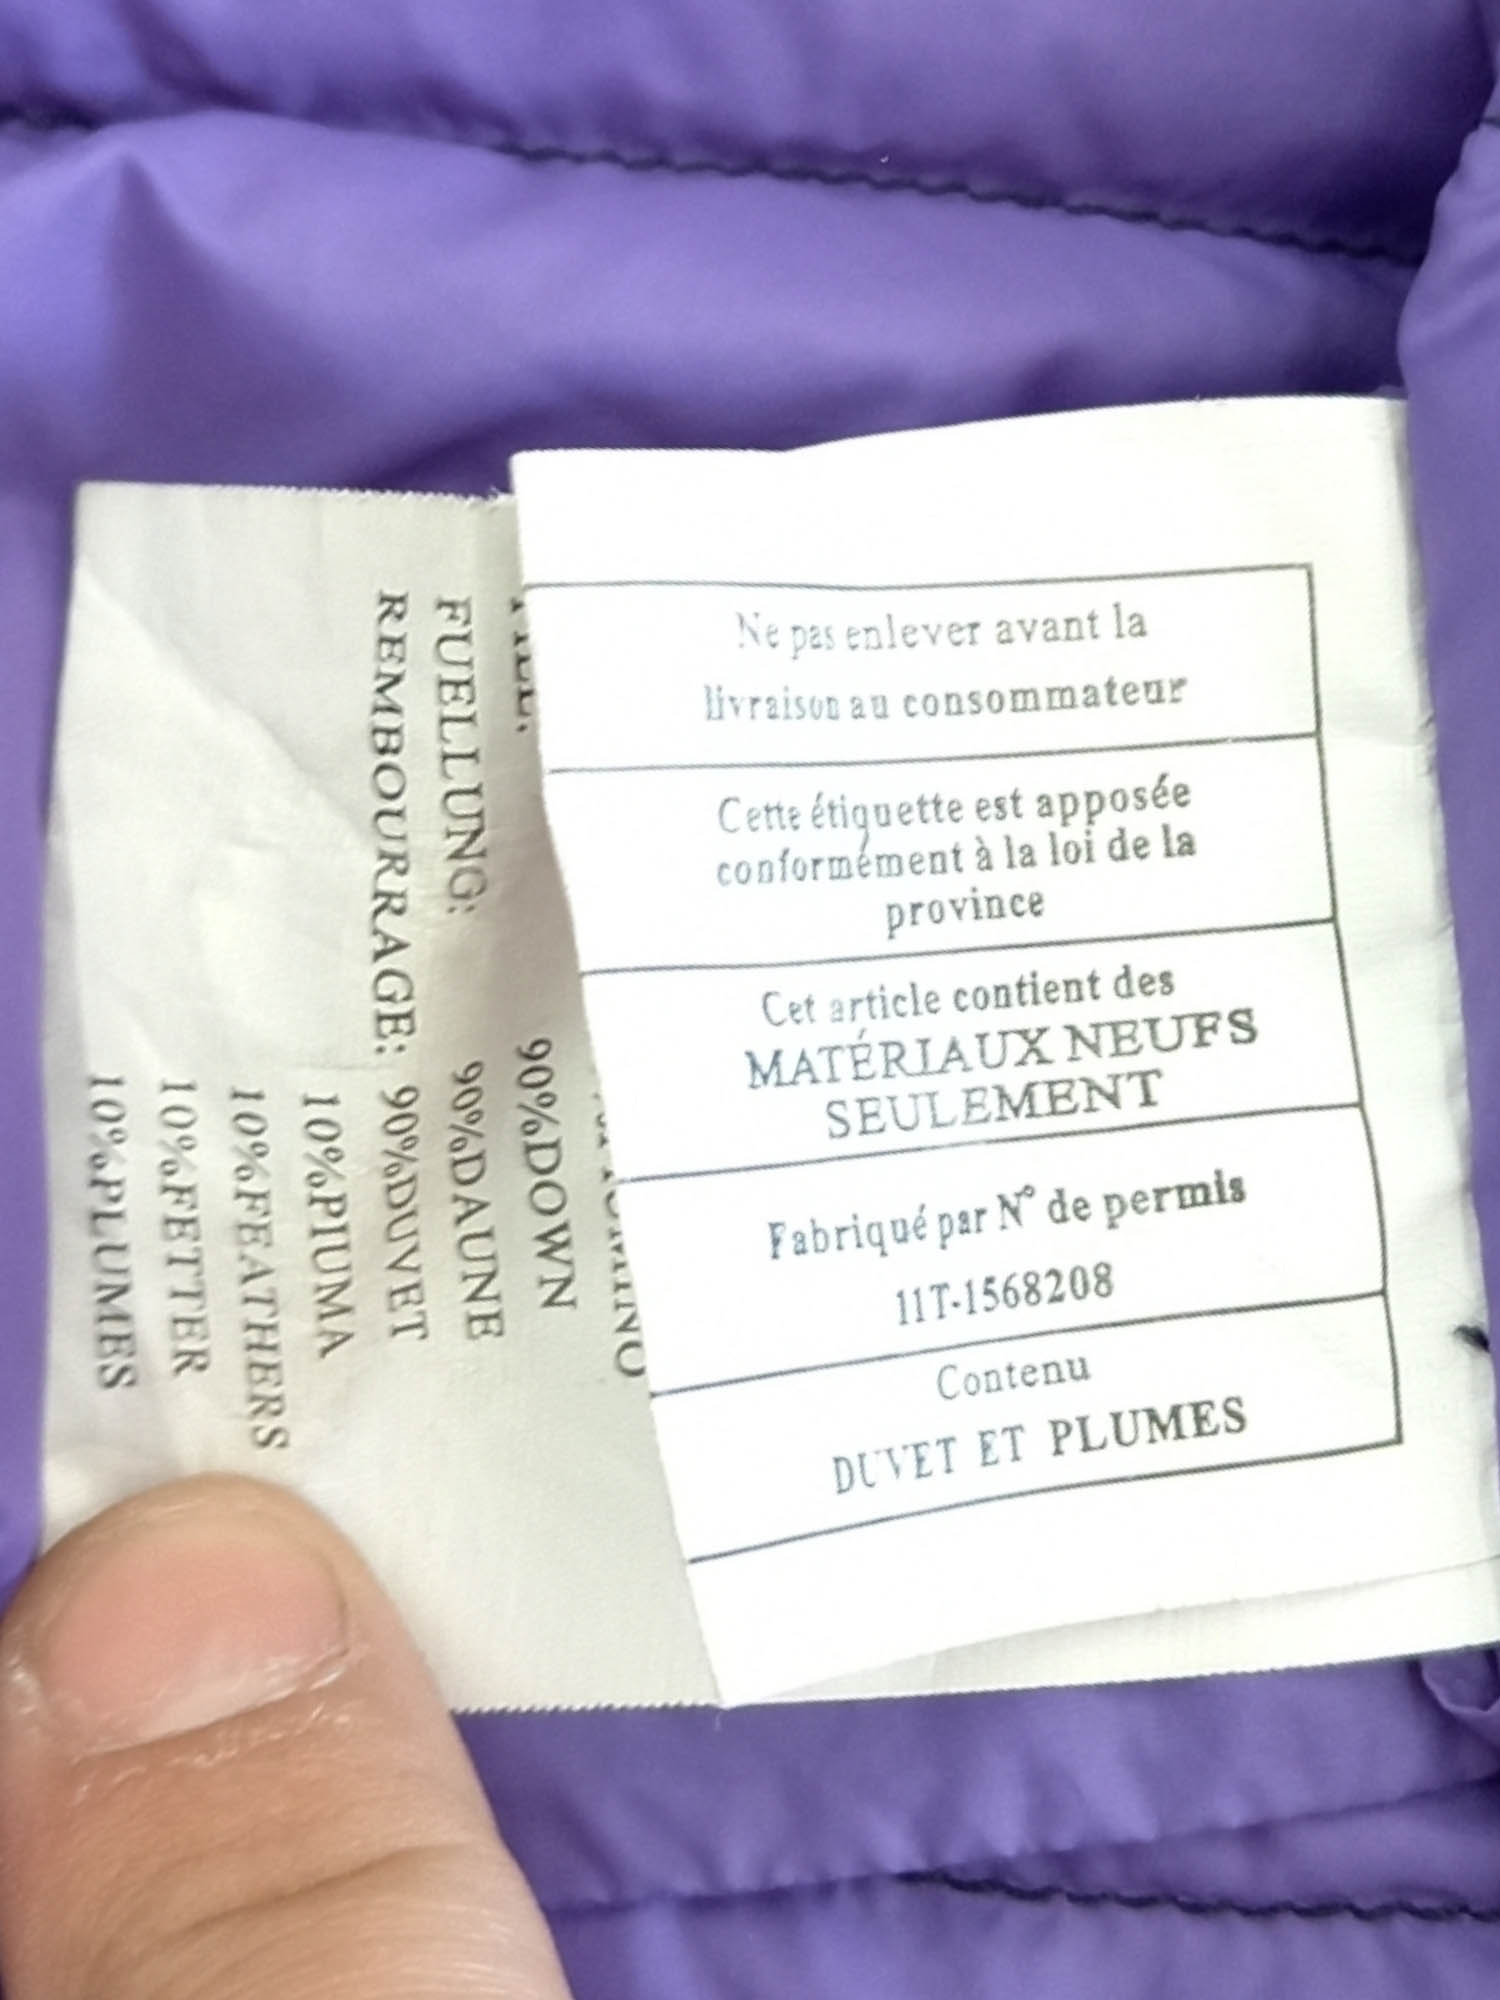 Ne pas enlever avant la
livraison au consommateur
Cette étiquette est apposée
conformément à la loi de la
province
Cet article contient des
MATÉRIAUX NEUFS
SEULEMENT
Fabriqué par N° de permis
11T-1568208
Contenu
DUVET ET PLUMES
90%DOWN
FUELLUNG: 90%DAUNE
REMBOURRAGE: 90%DUVET
10%PIUMA
10%FEATHERS
10%FETTER
10%PLUMES